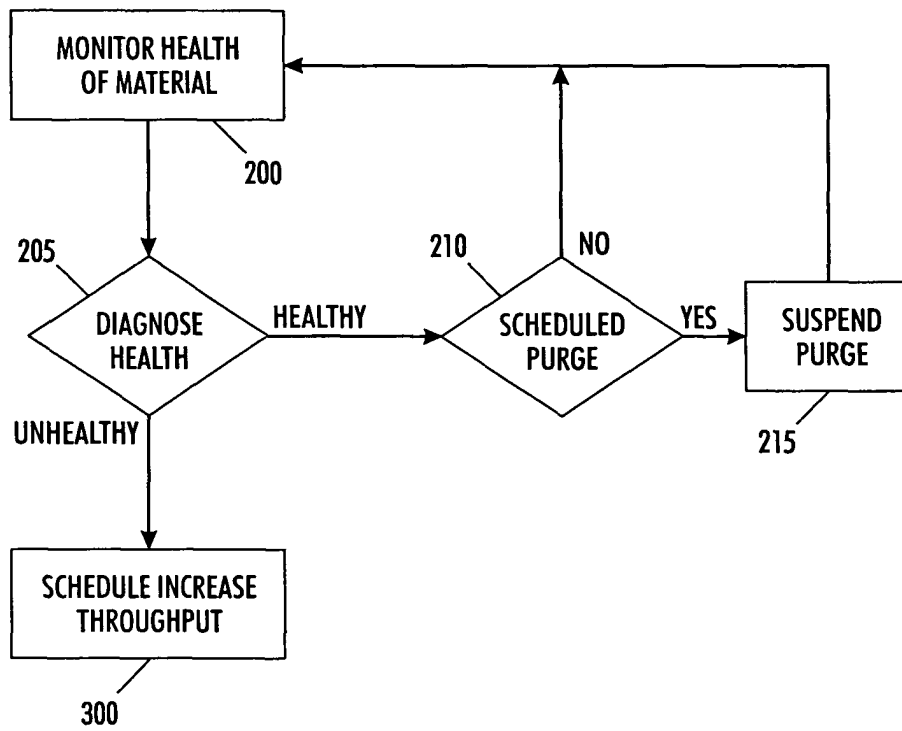 MONITOR HEALTH
OF MATERIAL
200
205
DIAGNOSE
HEALTH
HEALTHY
UNHEALTHY
210
SCHEDULED
PURGE
NO
YES
SUSPEND
PURGE
215
SCHEDULE INCREASE
THROUGHPUT
300